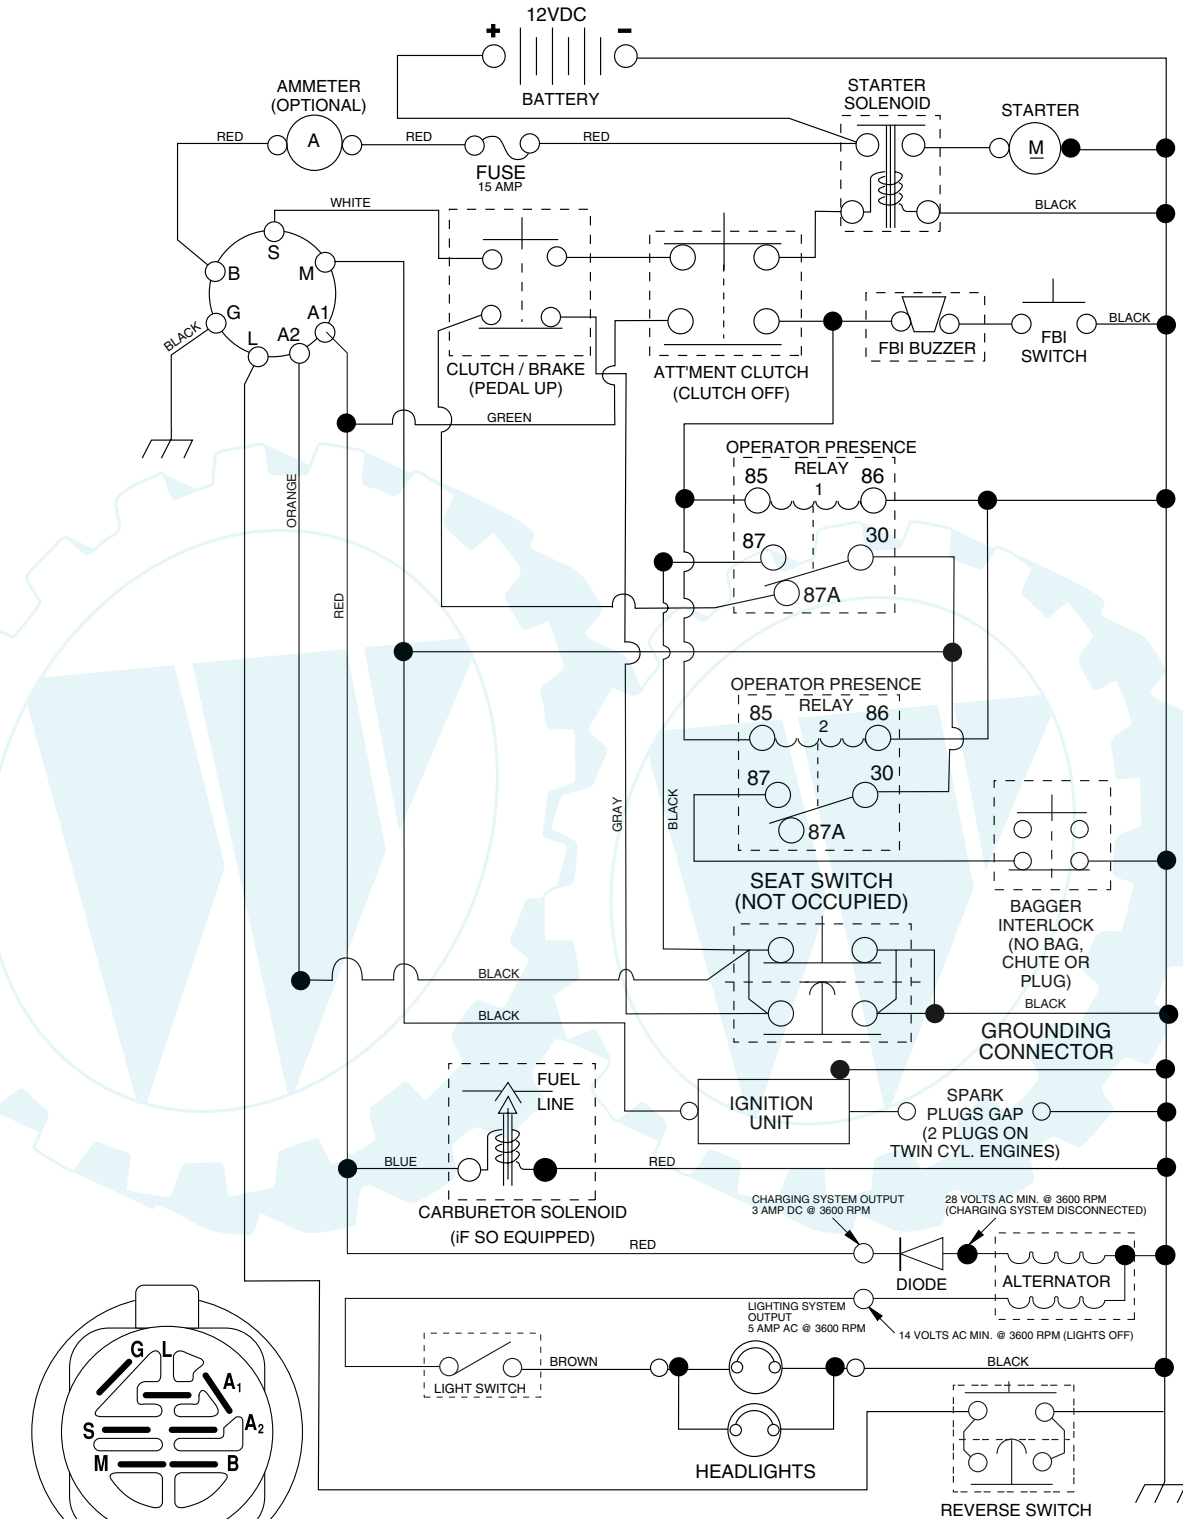 12VDC
+ -
BATTERY
AMMETER
(OPTIONAL)
STARTER
SOLENOID
STARTER
RED
A
RED
RED
M
FUSE
15 AMP
WHITE
BLACK
S
B
M
G
A1
L
A2
BLACK
CLUTCH / BRAKE
(PEDAL UP)
ATT'MENT CLUTCH
(CLUTCH OFF)
FBI BUZZER
FBI
SWITCH
BLACK
GREEN
ORANGE
RED
OPERATOR PRESENCE
RELAY
85
1
86
87
30
87A
OPERATOR PRESENCE
RELAY
85
2
86
87
30
87A
GRAY
BLACK
SEAT SWITCH
(NOT OCCUPIED)
BAGGER
INTERLOCK
(NO BAG,
CHUTE OR
PLUG)
BLACK
BLACK
BLACK
GROUNDING
CONNECTOR
FUEL
LINE
IGNITION
UNIT
SPARK
PLUGS GAP
(2 PLUGS ON
TWIN CYL. ENGINES)
BLUE
RED
CARBURETOR SOLENOID
(iF SO EQUIPPED)
CHARGING SYSTEM OUTPUT
3 AMP DC @ 3600 RPM
28 VOLTS AC MIN. @ 3600 RPM
(CHARGING SYSTEM DISCONNECTED)
RED
DIODE
ALTERNATOR
LIGHTING SYSTEM
OUTPUT
5 AMP AC @ 3600 RPM
14 VOLTS AC MIN. @ 3600 RPM (LIGHTS OFF)
LIGHT SWITCH
BROWN
BLACK
HEADLIGHTS
REVERSE SWITCH
G L
A1
S
A2
M
B